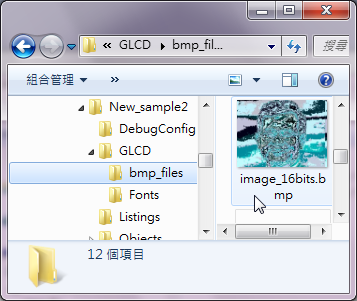 « GLCD ▸ bmp_fil...
搜尋
組合管理 ▾ »
New_sample2
DebugConfig
GLCD
bmp_files
Fonts
Listings
Objects
image_16bits.b
mp
12 個項目